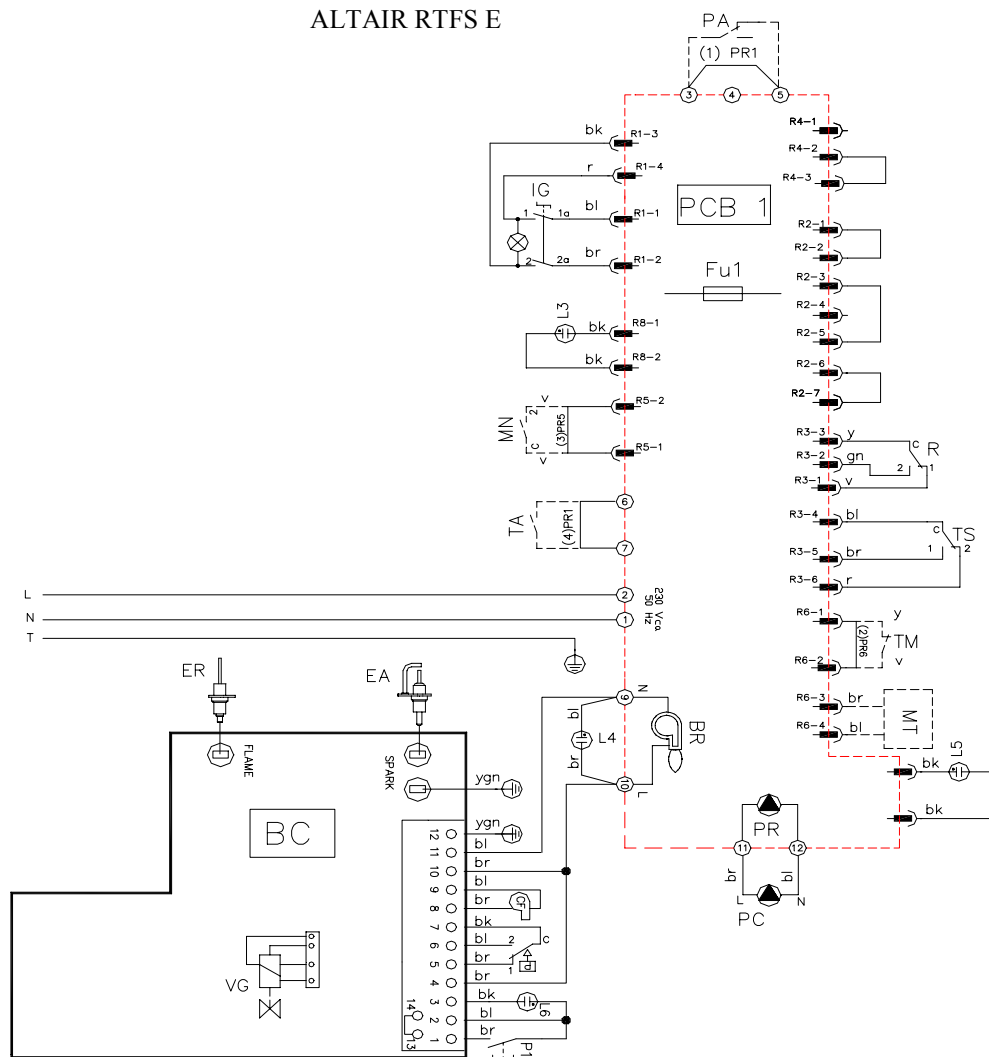 ALTAIR RTFS E
PA
(1) PR1
3
4
5
bk
R1-3
r
R1-4
IG
1
1a
bl
R1-1
2
2a
br
R1-2
PCB 1
Fu1
L3
bk
R8-1
bk
R8-2
MN
2
v
c
v
(3)PR5
R5-2
R5-1
TA
(4)PR1
6
7
L
2
230 Vca
50 Hz
N
1
T
R4-1
R4-2
R4-3
R2-1
R2-2
R2-3
R2-4
R2-5
R2-6
R2-7
R3-3
y
c
R
R3-2
gn
2
1
R3-1
v
R3-4
bl
c
TS
R3-5
br
1
2
R3-6
r
R6-1
y
(2)PR6
TM
R6-2
v
R6-3
br
MT
R6-4
bl
bk
L5
bk
ER
FLAME
EA
SPARK
9
N
bl
L4
br
10
L
BR
PR
11
12
br
bl
L
N
PC
BC
VG
ygn
ygn
12
bl
11
br
10
bl
9
br
8
CF
bk
7
bl
6
2
c
br
5
1
P
br
4
bk
3
L6
bl
2
br
1
14
13